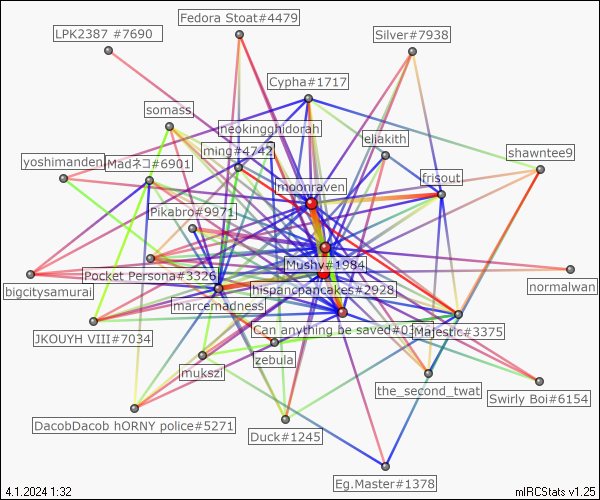 Fedora Stoat#4479
LPK2387 #7690
Silver#7938
Cypha#1717
somass
neokingghidorah
eliakith
ming#4742
shawntee9
yoshimanden
Madネコ#6901
frisout
moonraven
Pikabro#9971
Mushy#1984
Pocket Persona#3326
normalwan
bigcitysamurai
hispancpancakes#2928
marcemadness
Can anything be saved#03
Majestic#3375
JKOUYH VIII#7034
zebula
mukszi
the_second_twat
Swirly Boi#6154
DacobDacob hORNY police#5271
Duck#1245
Eg.Master#1378
4.1.2024 1:32
mIRCStats v1.25